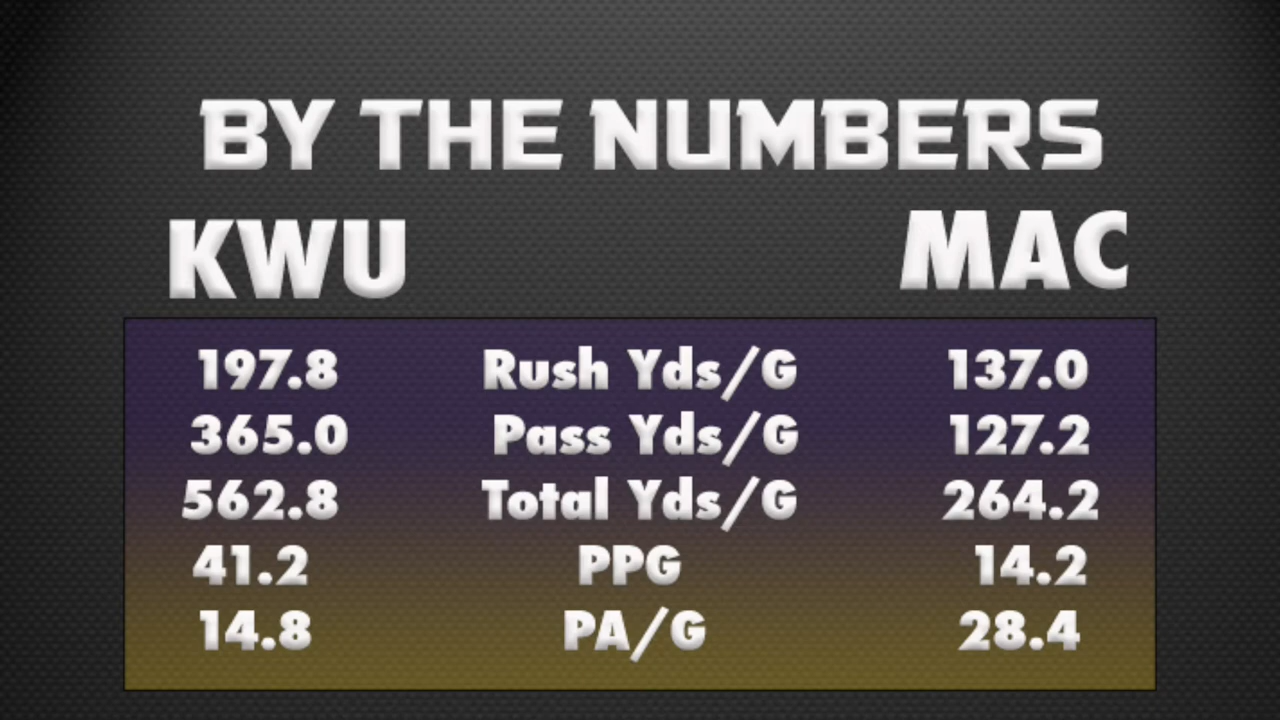 BY THE NUMBERS
KWU MAC
197.8 Rush Yds/G 137.0
365.0 Pass Yds/G 127.2
562.8 Total Yds/G 264.2
41.2 PPG 14.2
14.8 PA/G 28.4